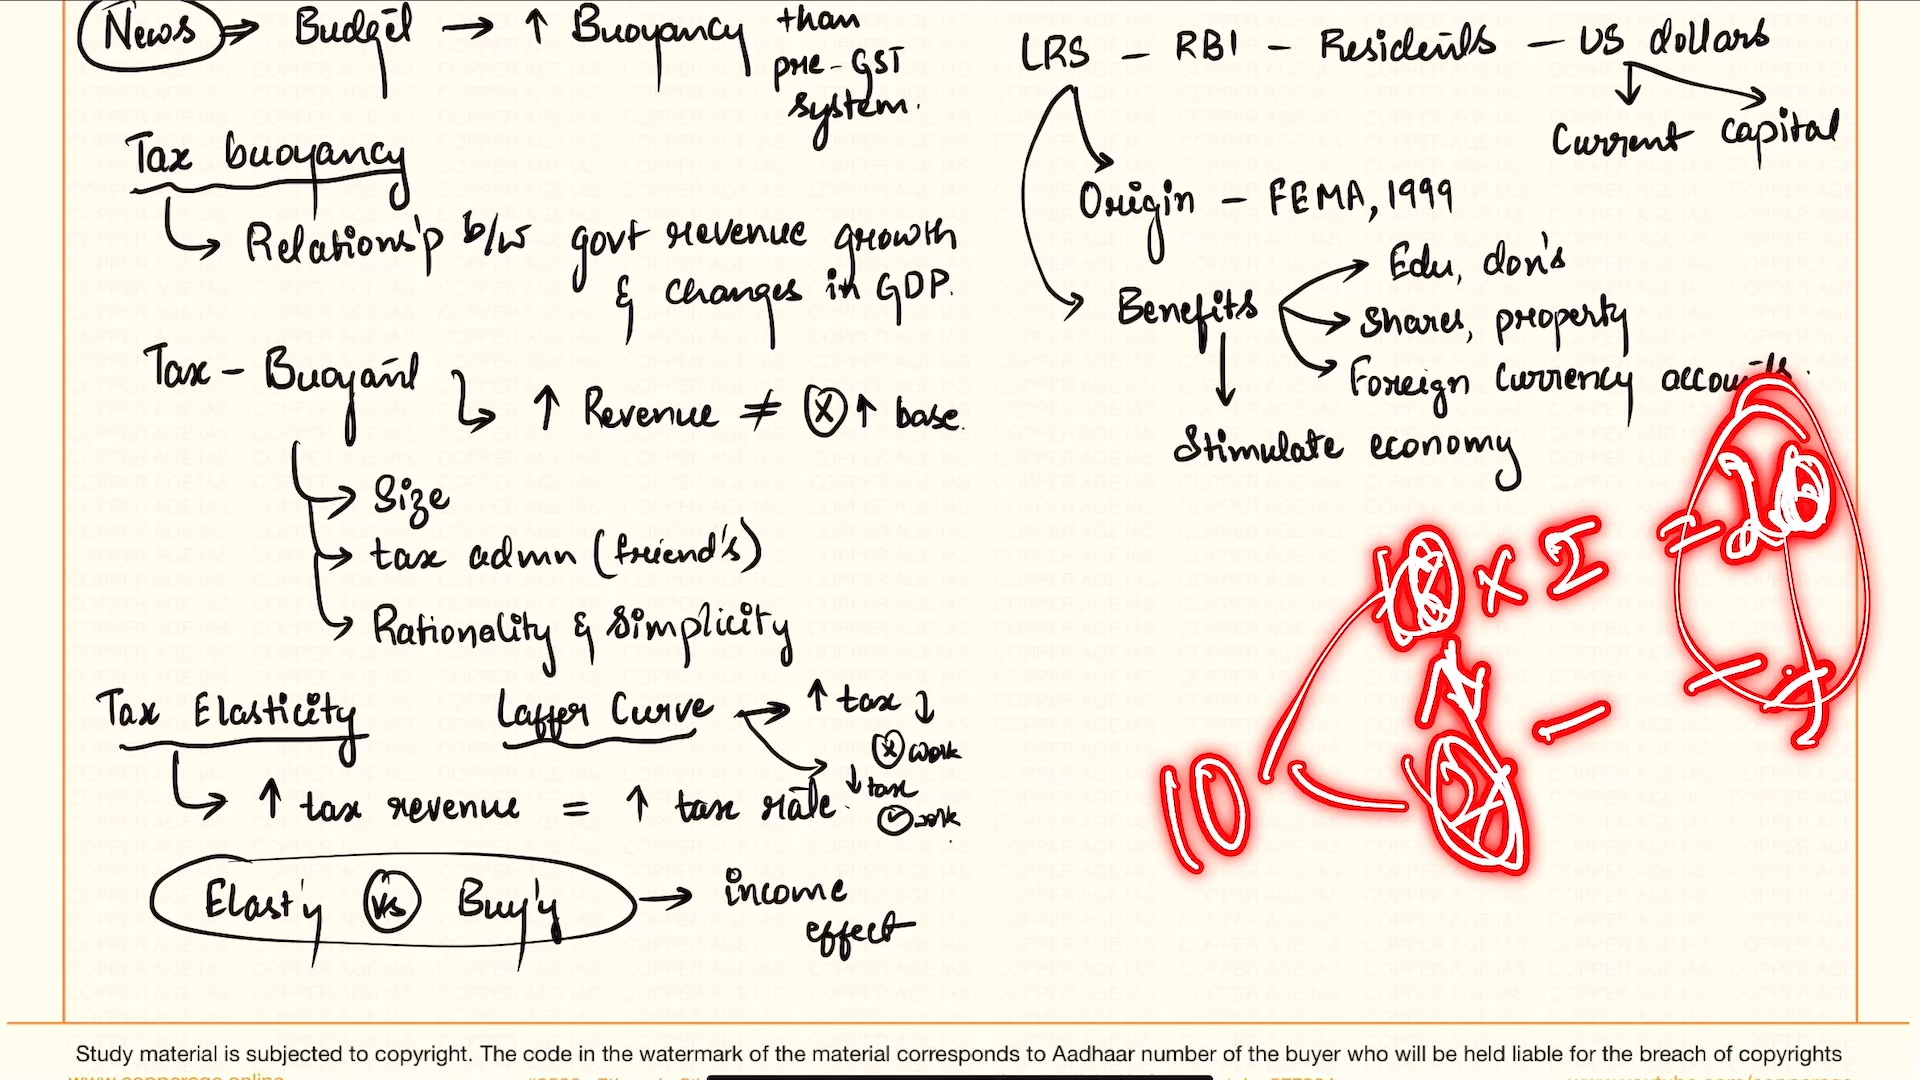 News ⇒ Budget → ↑ Buoyancy than
pre-GST
system.
Tax buoyancy
↳ Relations'p b/w govt revenue growth
& changes in GDP.
Tax - Buoyant
↳ ↑ Revenue ≠ ⓧ ↑ base.
→ Size
→ tax admn (friend's)
→ Rationality & Simplicity
Tax Elasticity
↳ ↑ tax revenue = ↑ tax rate
Laffer Curve → ↑ tax
ⓧ work
↓ tax
✓ work
Elast'y vs Buy'y → income
effect
LRS - RBI - Residents - US dollars
Current capital
Origin - FEMA, 1999
Benefits
→ Edu, don's
→ Shares, property
→ Foreign Currency accounts.
Stimulate economy
10
COPPER AGE IAS
Study material is subjected to copyright. The code in the watermark of the material corresponds to Aadhaar number of the buyer who will be held liable for the breach of copyrights